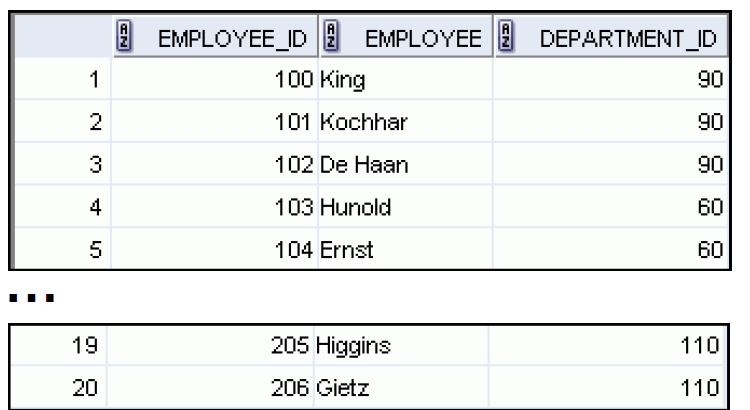 EMPLOYEE_ID EMPLOYEE DEPARTMENT_ID
1 100 King 90
2 101 Kochhar 90
3 102 De Haan 90
4 103 Hunold 60
5 104 Ernst 60
...
19 205 Higgins 110
20 206 Gietz 110